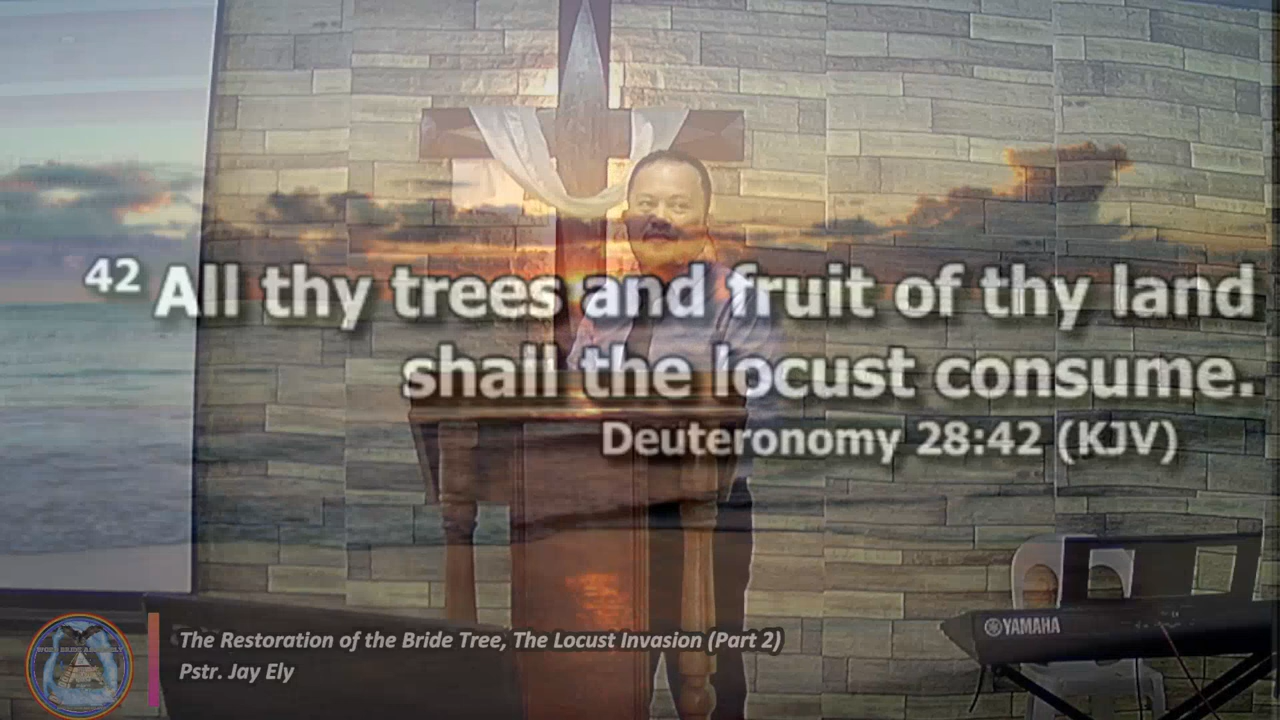 42 All thy trees and fruit of thy land
shall the locust consume.
Deuteronomy 28:42 (KJV)
YAMAHA
The Restoration of the Bride Tree, The Locust Invasion (Part 2)
Pstr. Jay Ely